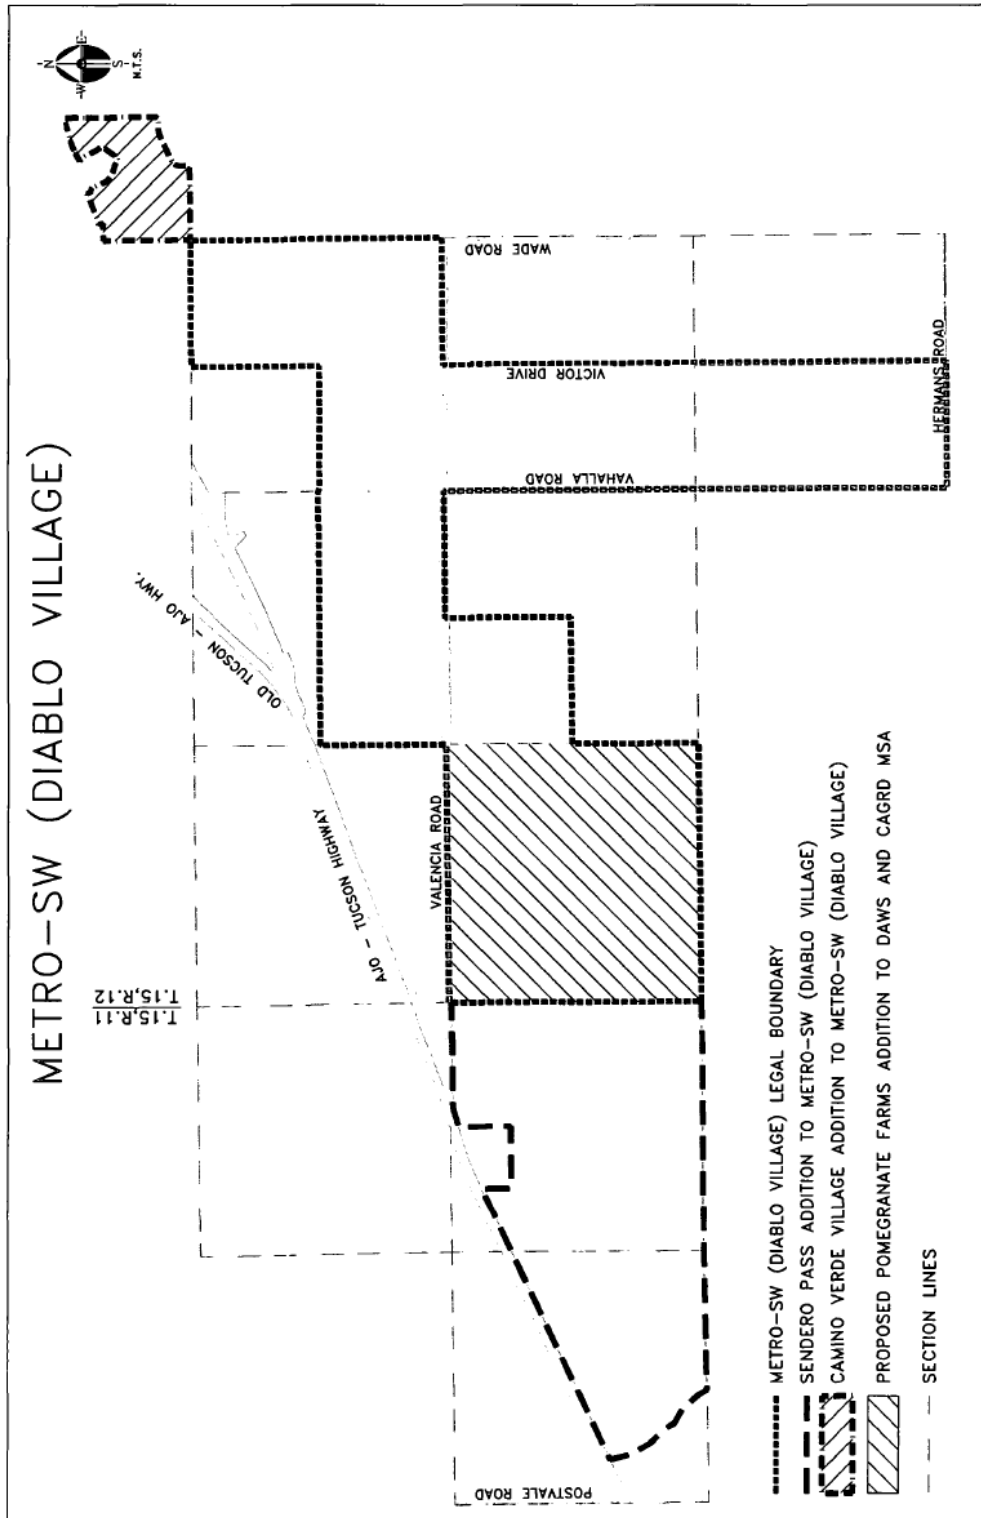 METRO-SW (DIABLO VILLAGE)
N
W
E
S
N.T.S.
T.15,R.11
T.15,R.12
OLD TUCSON - AJO HWY.
AJO - TUCSON HIGHWAY
VALENCIA ROAD
WADE ROAD
VICTOR DRIVE
VAHALLA ROAD
HERMANS ROAD
POSTVALE ROAD
METRO-SW (DIABLO VILLAGE) LEGAL BOUNDARY
SENDERO PASS ADDITION TO METRO-SW (DIABLO VILLAGE)
CAMINO VERDE VILLAGE ADDITION TO METRO-SW (DIABLO VILLAGE)
PROPOSED POMEGRANATE FARMS ADDITION TO DAWS AND CAGRD MSA
SECTION LINES